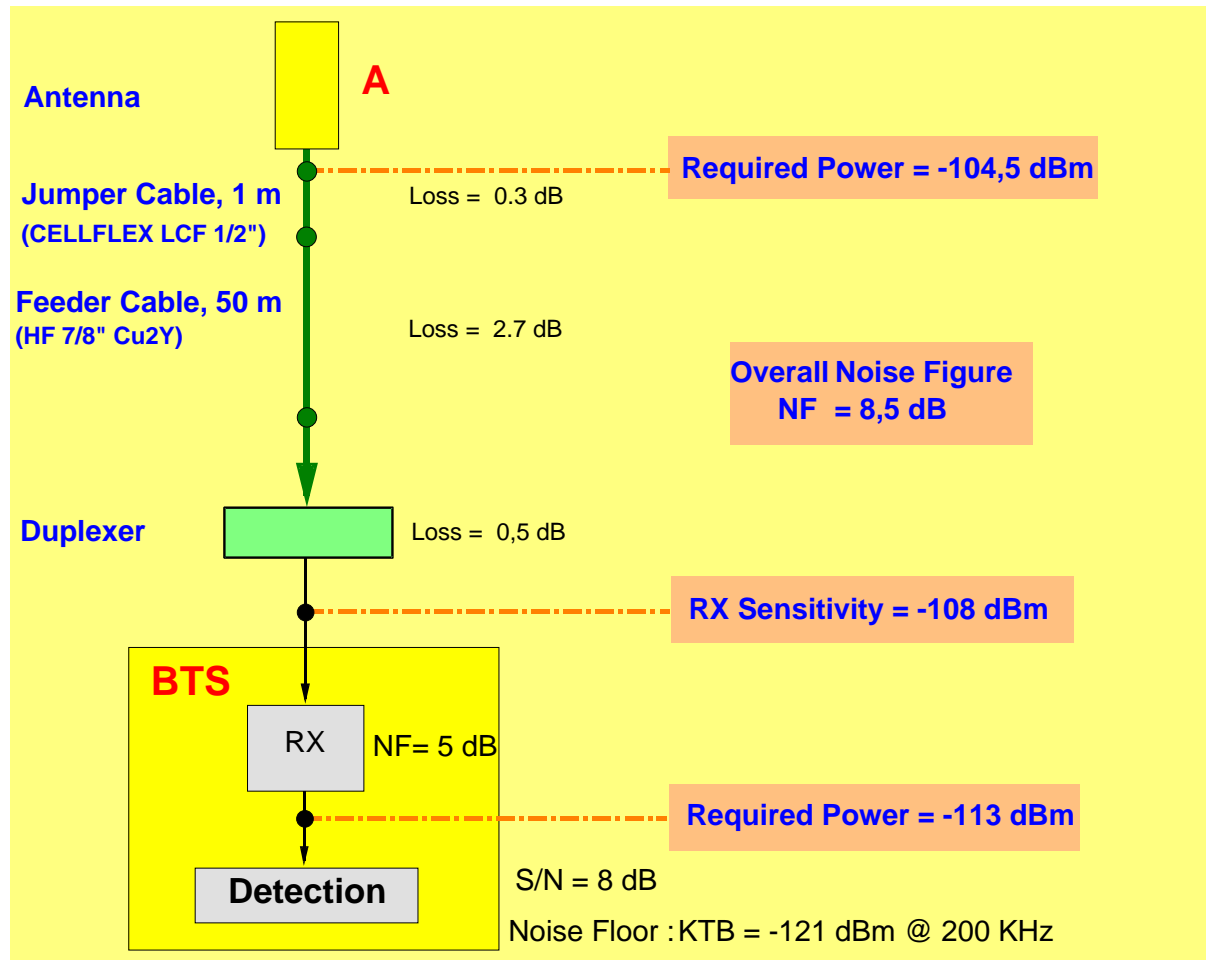 A
Antenna
Required Power = -104,5 dBm
Jumper Cable, 1 m
Loss = 0.3 dB
(CELLFLEX LCF 1/2")
Feeder Cable, 50 m
(HF 7/8" Cu2Y)
Loss = 2.7 dB
Overall Noise Figure
NF = 8,5 dB
Duplexer
Loss = 0,5 dB
RX Sensitivity = -108 dBm
BTS
RX
NF= 5 dB
Required Power = -113 dBm
Detection
S/N = 8 dB
Noise Floor : KTB = -121 dBm @ 200 KHz